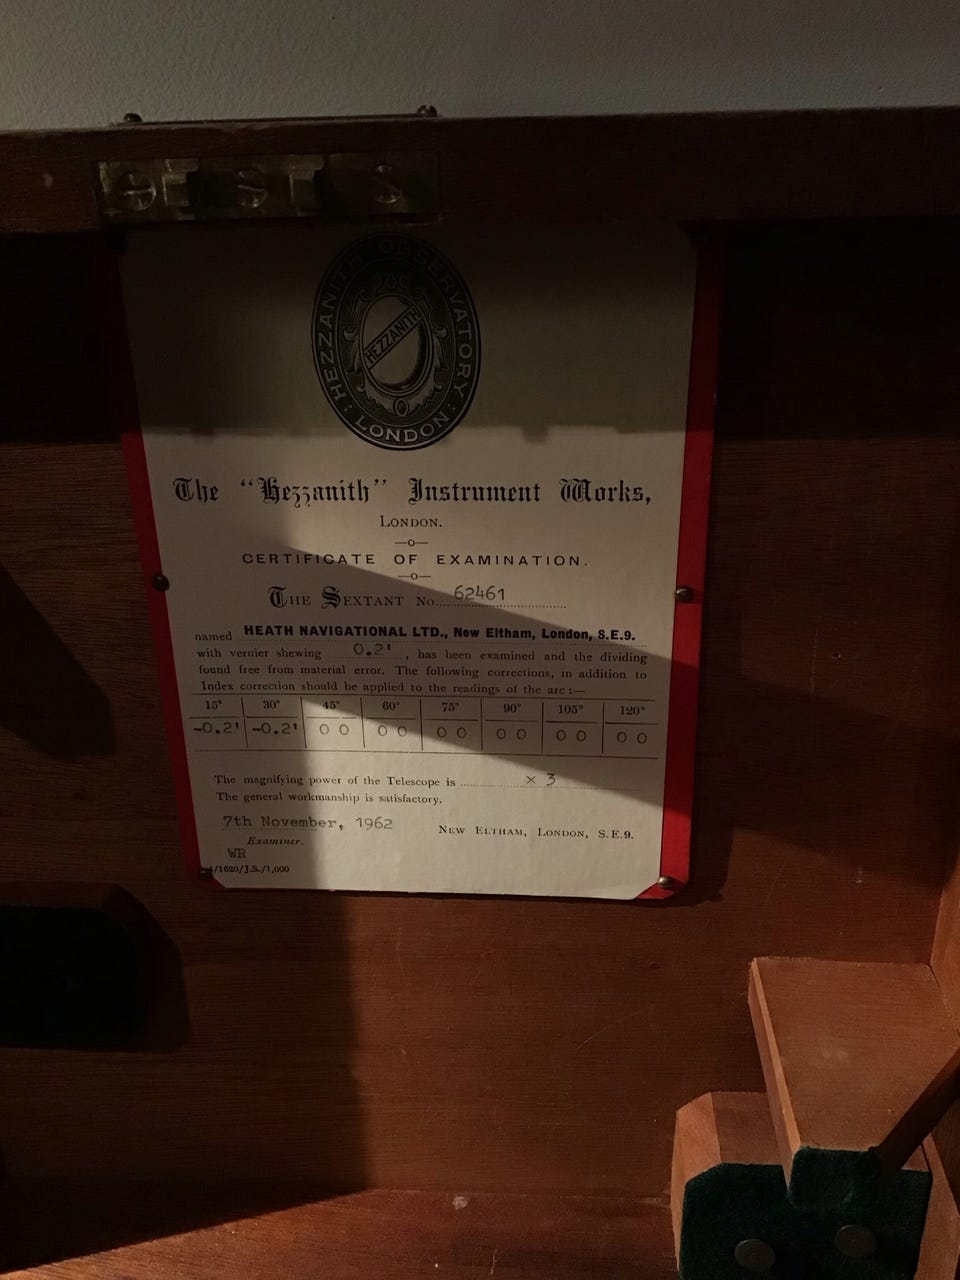 HEZZANITH OBSERVATORY
HEZZANITH
: LONDON :
The "Hezzanith" Instrument Works,
LONDON.
CERTIFICATE OF EXAMINATION.
THE SEXTANT No. 62461
named HEATH NAVIGATIONAL LTD., New Eltham, London, S.E.9.
with vernier shewing 0.2', has been examined and the dividing
found free from material error. The following corrections, in addition to
Index correction should be applied to the readings of the arc :—
15° 30° 45° 60° 75° 90° 105° 120°
-0.2' -0.2' 0 0 0 0 0 0 0 0 0 0 0 0
The magnifying power of the Telescope is x 3
The general workmanship is satisfactory.
7th November, 1962 NEW ELTHAM, LONDON, S.E.9.
Examiner.
WR
/1620/J.S./1,000